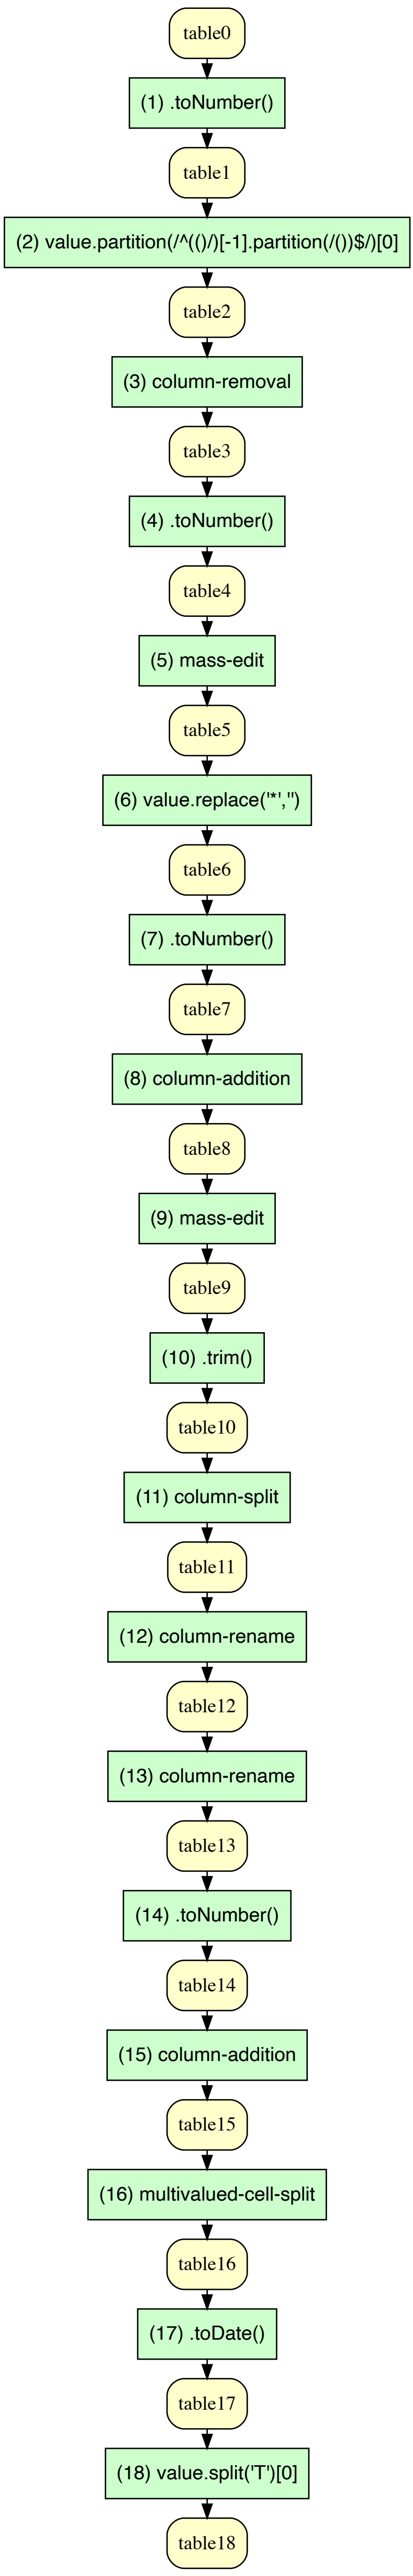 table0
(1) .toNumber()
table1
(2) value.partition(/^(()/)[-1].partition(/())$/)[0]
table2
(3) column-removal
table3
(4) .toNumber()
table4
(5) mass-edit
table5
(6) value.replace('*','')
table6
(7) .toNumber()
table7
(8) column-addition
table8
(9) mass-edit
table9
(10) .trim()
table10
(11) column-split
table11
(12) column-rename
table12
(13) column-rename
table13
(14) .toNumber()
table14
(15) column-addition
table15
(16) multivalued-cell-split
table16
(17) .toDate()
table17
(18) value.split('T')[0]
table18